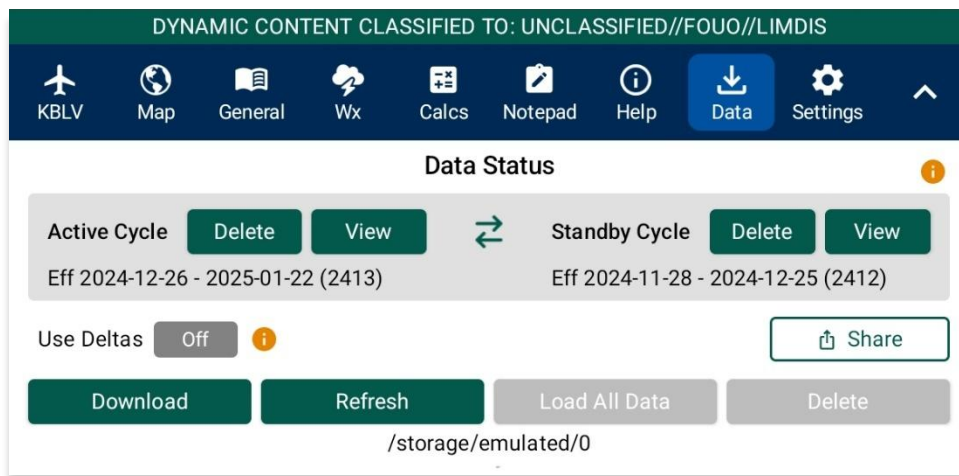 DYNAMIC CONTENT CLASSIFIED TO: UNCLASSIFIED//FOUO//LIMDIS
KBLV Map General Wx Calcs Notepad Help Data Settings
Data Status
Active Cycle Delete View Standby Cycle Delete View
Eff 2024-12-26 - 2025-01-22 (2413) Eff 2024-11-28 - 2024-12-25 (2412)
Use Deltas Off Share
Download Refresh Load All Data Delete
/storage/emulated/0